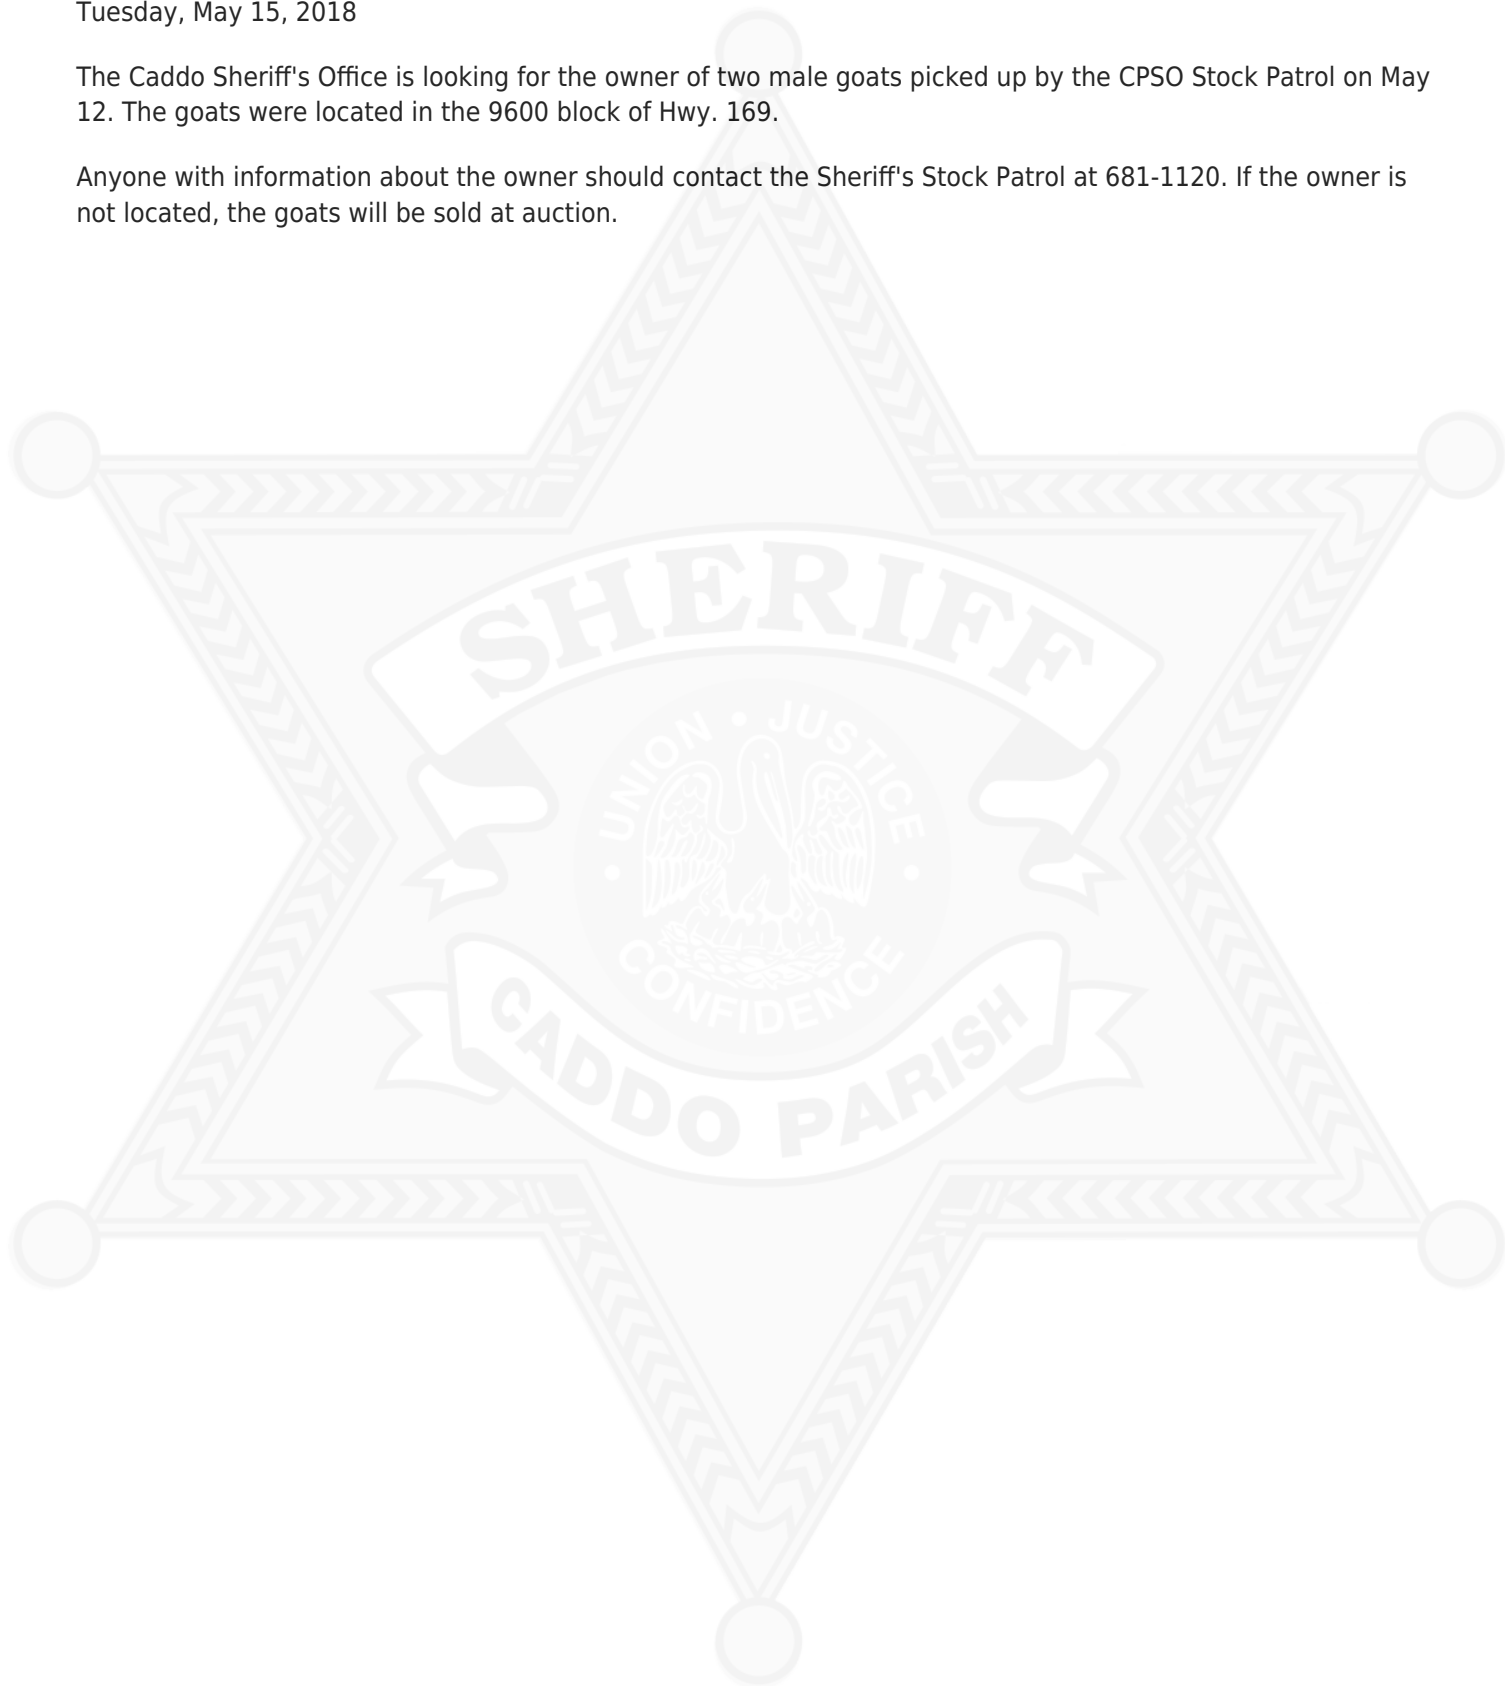 Tuesday, May 15, 2018
The Caddo Sheriff's Office is looking for the owner of two male goats picked up by the CPSO Stock Patrol on May
12. The goats were located in the 9600 block of Hwy. 169.
Anyone with information about the owner should contact the Sheriff's Stock Patrol at 681-1120. If the owner is
not located, the goats will be sold at auction.
SHERIFF
UNION • JUSTICE
• CONFIDENCE •
CADDO PARISH